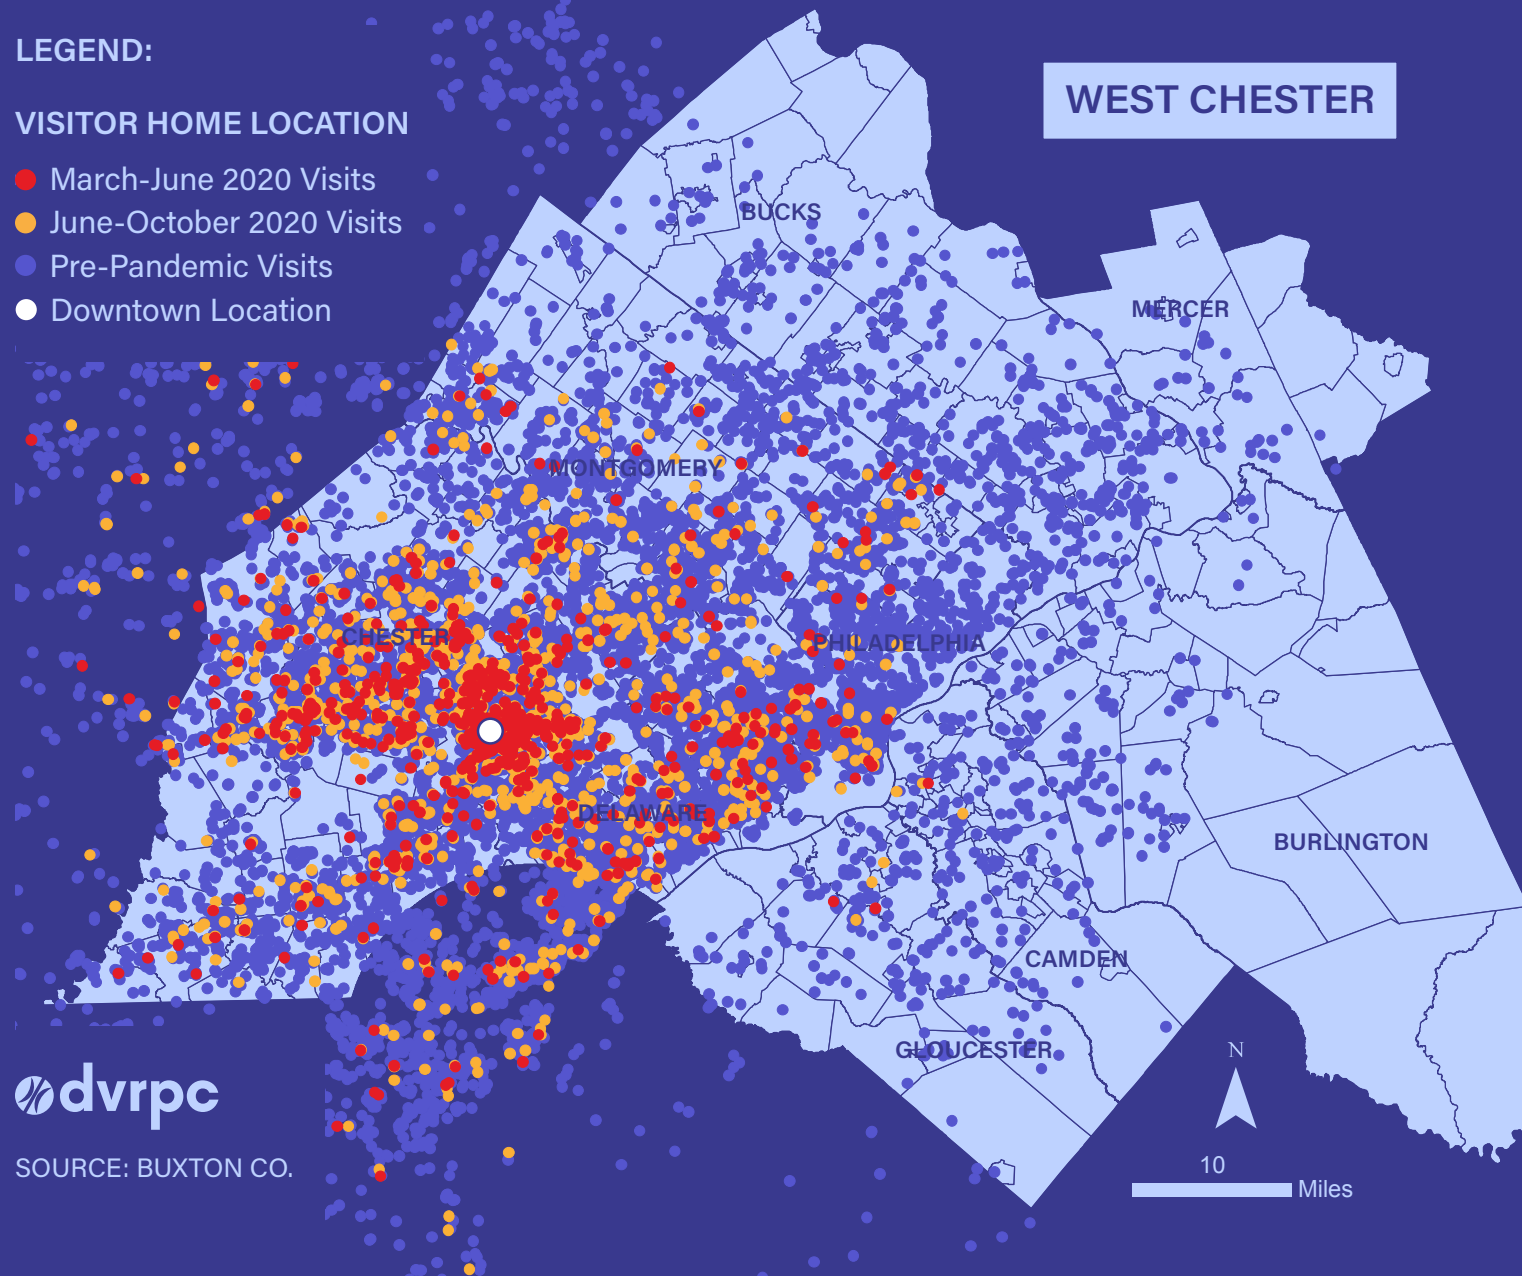 LEGEND:
VISITOR HOME LOCATION
March-June 2020 Visits
June-October 2020 Visits
Pre-Pandemic Visits
Downtown Location
WEST CHESTER
BUCKS
MERCER
MONTGOMERY
CHESTER
PHILADELPHIA
DELAWARE
BURLINGTON
CAMDEN
GLOUCESTER
N
10
Miles
dvrpc
SOURCE: BUXTON CO.